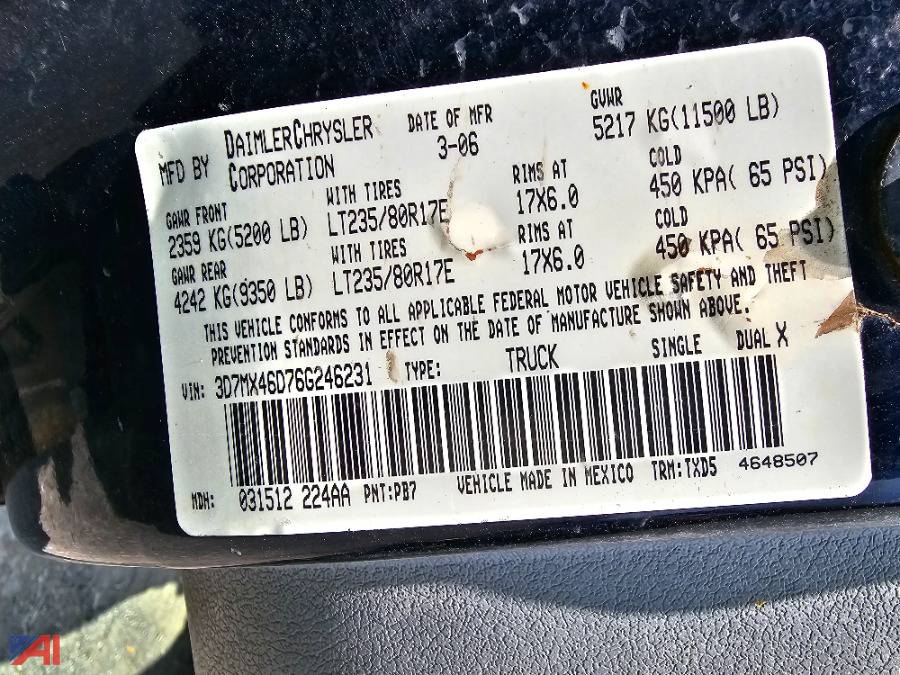 MFD BY DAIMLERCHRYSLER CORPORATION DATE OF MFR 3-06 GVWR 5217 KG(11500 LB)
GAWR FRONT WITH TIRES RIMS AT COLD
2359 KG(5200 LB) LT235/80R17E 17X6.0 450 KPA( 65 PSI)
GAWR REAR WITH TIRES RIMS AT COLD
4242 KG(9350 LB) LT235/80R17E 17X6.0 450 KPA( 65 PSI)
THIS VEHICLE CONFORMS TO ALL APPLICABLE FEDERAL MOTOR VEHICLE SAFETY AND THEFT
PREVENTION STANDARDS IN EFFECT ON THE DATE OF MANUFACTURE SHOWN ABOVE.
VIN: 3D7MX46D76G246231 TYPE: TRUCK SINGLE DUAL X
MDH: 031512 224AA PNT:PB7 VEHICLE MADE IN MEXICO TRM:TXD5 4648507
AI